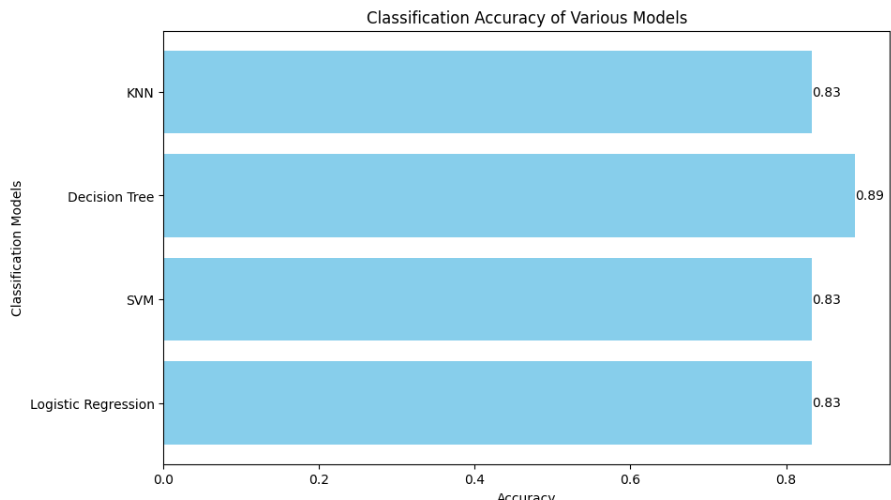 Classification Accuracy of Various Models
Classification Models
KNN
0.83
Decision Tree
0.89
SVM
0.83
Logistic Regression
0.83
0.0 0.2 0.4 0.6 0.8
Accuracy